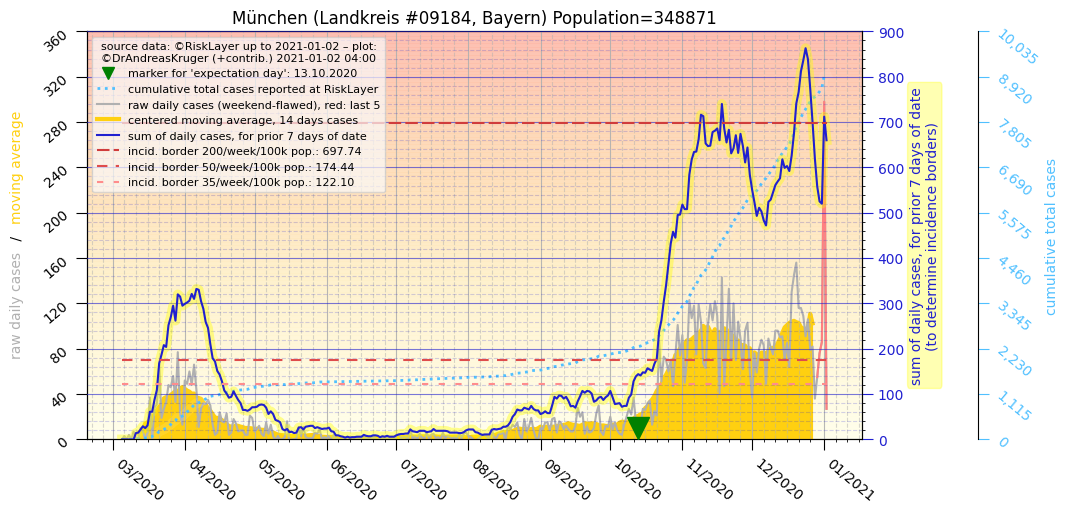 München (Landkreis #09184, Bayern) Population=348871
source data: ©RiskLayer up to 2021-01-02 – plot:
©DrAndreasKruger (+contrib.) 2021-01-02 04:00
marker for 'expectation day': 13.10.2020
cumulative total cases reported at RiskLayer
raw daily cases (weekend-flawed), red: last 5
centered moving average, 14 days cases
sum of daily cases, for prior 7 days of date
incid. border 200/week/100k pop.: 697.74
incid. border 50/week/100k pop.: 174.44
incid. border 35/week/100k pop.: 122.10
raw daily cases / moving average
360
320
280
240
200
160
120
80
40
0
03/2020
04/2020
05/2020
06/2020
07/2020
08/2020
09/2020
10/2020
11/2020
12/2020
01/2021
900
800
700
600
500
400
300
200
100
0
sum of daily cases, for prior 7 days of date
(to determine incidence borders)
10,035
8,920
7,805
6,690
5,575
4,460
3,345
2,230
1,115
0
cumulative total cases